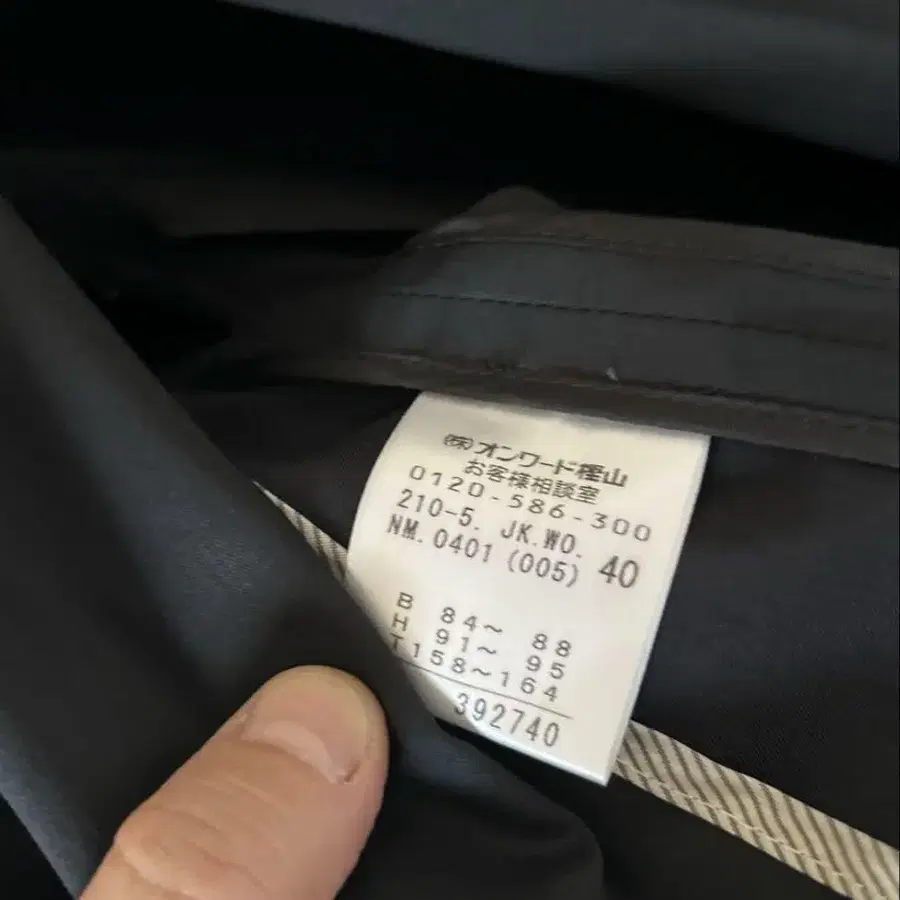 ㈱オンワード樫山
お客様相談室
0120-586-300
210-5. JK.WO. 40
NM.0401 (005)
B 84～ 88
H 91～ 95
T158～164
392740